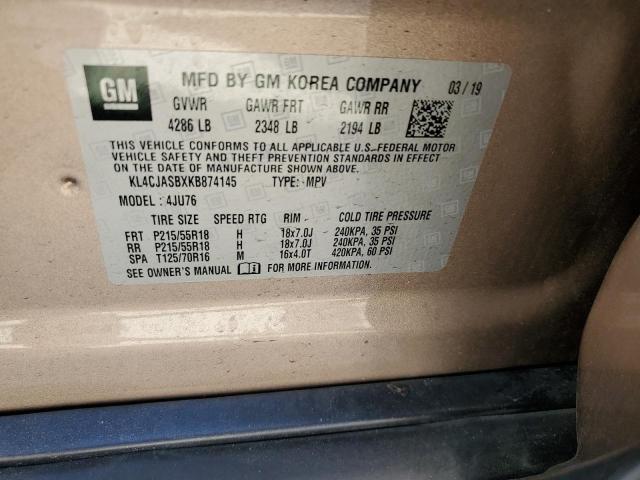 GM
MFD BY GM KOREA COMPANY 03/19
GVWR GAWR FRT GAWR RR
4286 LB 2348 LB 2194 LB
THIS VEHICLE CONFORMS TO ALL APPLICABLE U.S. FEDERAL MOTOR
VEHICLE SAFETY AND THEFT PREVENTION STANDARDS IN EFFECT
ON THE DATE OF MANUFACTURE SHOWN ABOVE.
KL4CJASBXKB874145 TYPE: MPV
MODEL: 4JU76
TIRE SIZE SPEED RTG RIM COLD TIRE PRESSURE
FRT P215/55R18 H 18x7.0J 240KPA, 35 PSI
RR P215/55R18 H 18x7.0J 240KPA, 35 PSI
SPA T125/70R16 M 16x4.0T 420KPA, 60 PSI
SEE OWNER'S MANUAL FOR MORE INFORMATION.